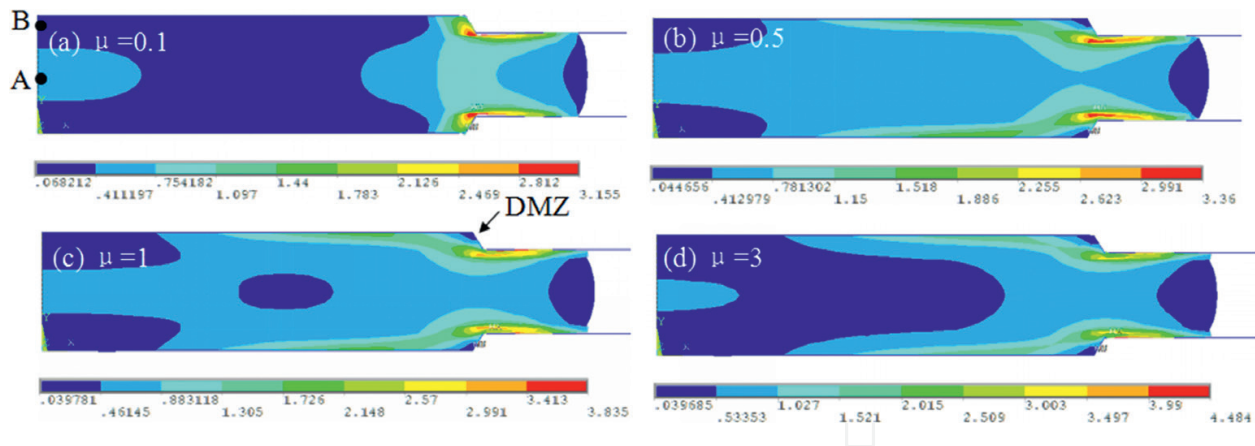 B
(a) μ=0.1
A
(b) μ=0.5
.068212 .754182 1.44 2.126 2.812
.411197 1.097 1.783 2.469 3.155
.044656 .781302 1.518 2.255 2.991
.412979 1.15 1.886 2.623 3.36
DMZ
(c) μ=1
(d) μ=3
.039781 .883118 1.726 2.57 3.413
.46145 1.305 2.148 2.991 3.835
.039685 1.027 2.015 3.003 3.99
.53353 1.521 2.509 3.497 4.484